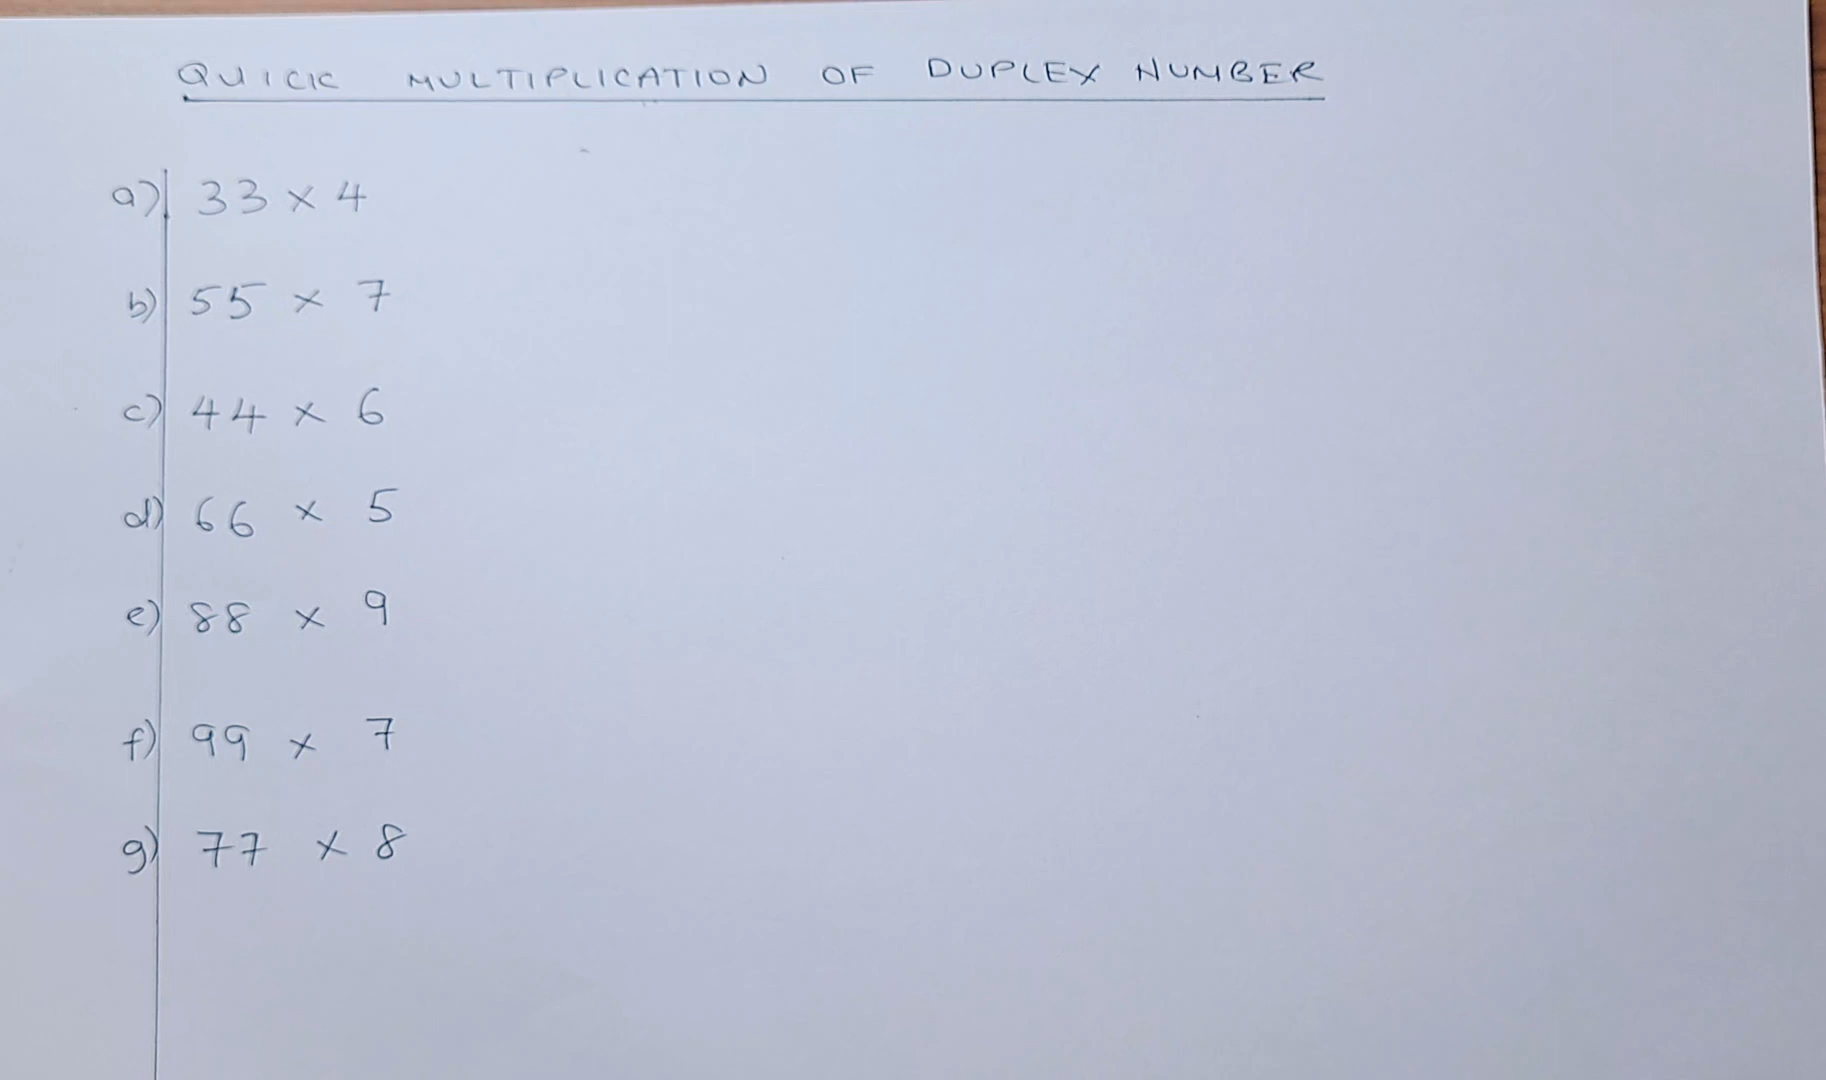 QUICK MULTIPLICATION OF DUPLEX NUMBER
a) 33 × 4
b) 55 × 7
c) 44 × 6
d) 66 × 5
e) 88 × 9
f) 99 × 7
g) 77 × 8